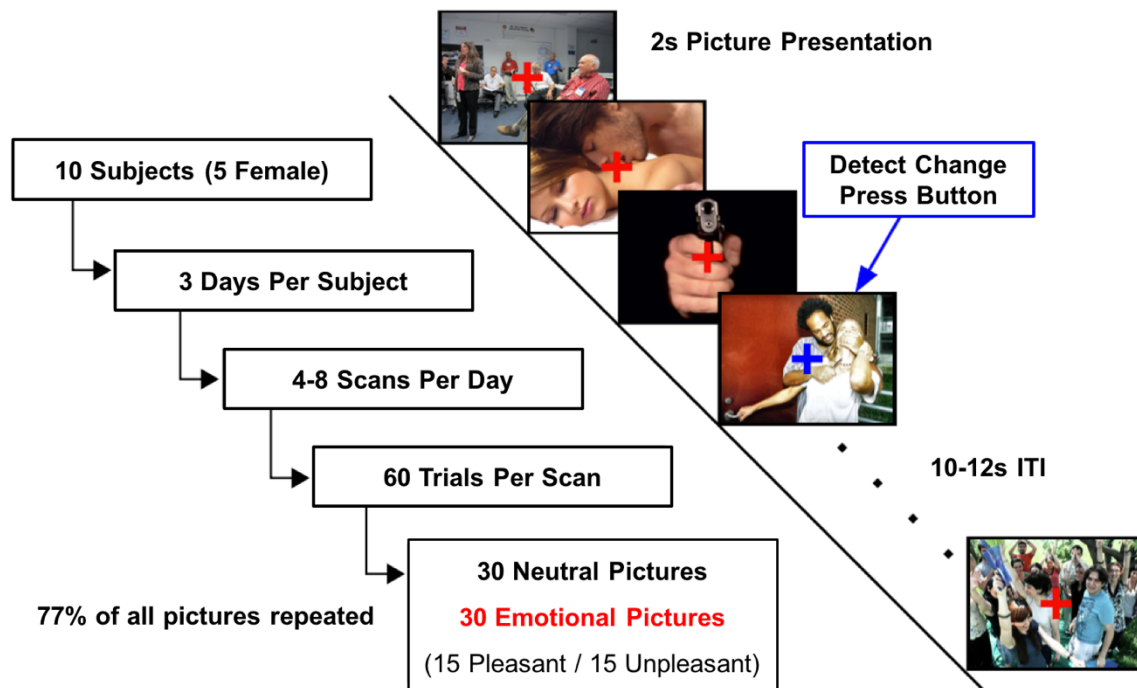 2s Picture Presentation
10 Subjects (5 Female)
Detect Change
Press Button
3 Days Per Subject
4-8 Scans Per Day
60 Trials Per Scan
10-12s ITI
30 Neutral Pictures
30 Emotional Pictures
(15 Pleasant / 15 Unpleasant)
77% of all pictures repeated